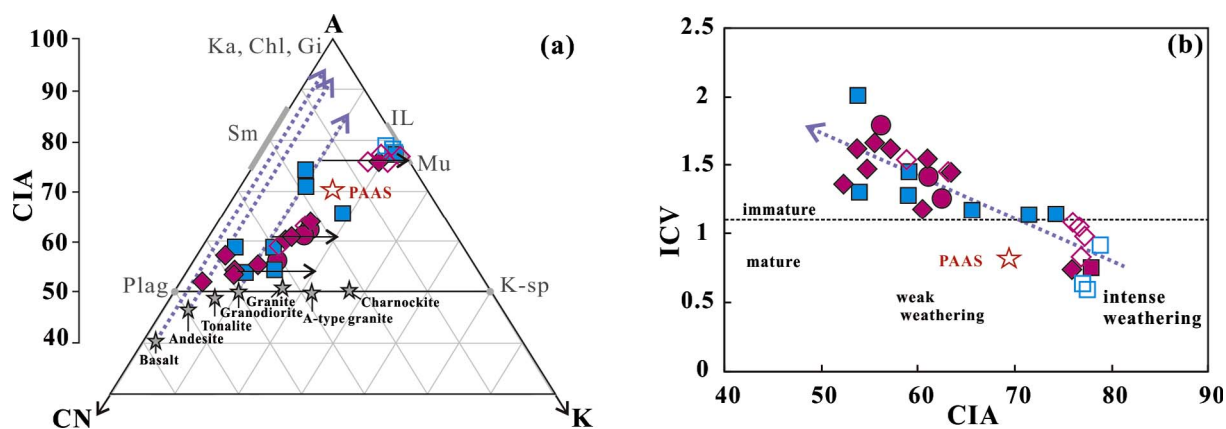 A
(a)
Ka, Chl, Gi
100
90
80
70
60
50
40
CIA
Sm
IL
Mu
PAAS
Plag
K-sp
Granite
Charnockite
Granodiorite
Tonalite
A-type granite
Andesite
Basalt
CN
K
(b)
2.5
2
1.5
1
0.5
0
ICV
immature
mature
PAAS
weak
weathering
intense
weathering
40
50
60
70
80
90
CIA